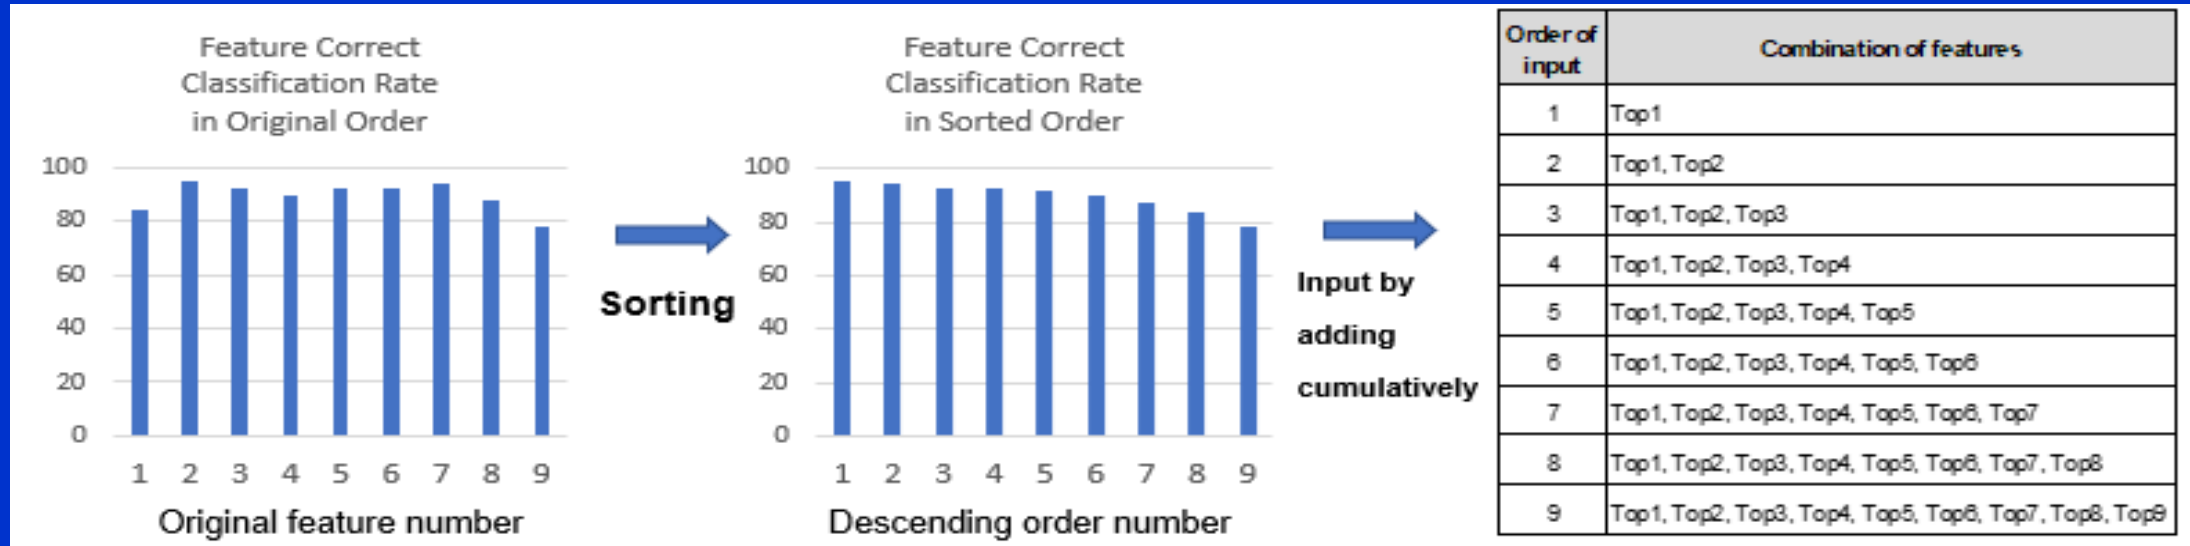 Feature Correct
Classification Rate
in Original Order
100
80
60
40
20
0
1 2 3 4 5 6 7 8 9
Original feature number
Sorting
Feature Correct
Classification Rate
in Sorted Order
100
80
60
40
20
0
1 2 3 4 5 6 7 8 9
Descending order number
Input by
adding
cumulatively
Order of
input
Combination of features
1 Top1
2 Top1, Top2
3 Top1, Top2, Top3
4 Top1, Top2, Top3, Top4
5 Top1, Top2, Top3, Top4, Top5
6 Top1, Top2, Top3, Top4, Top5, Top6
7 Top1, Top2, Top3, Top4, Top5, Top6, Top7
8 Top1, Top2, Top3, Top4, Top5, Top6, Top7, Top8
9 Top1, Top2, Top3, Top4, Top5, Top6, Top7, Top8, Top9